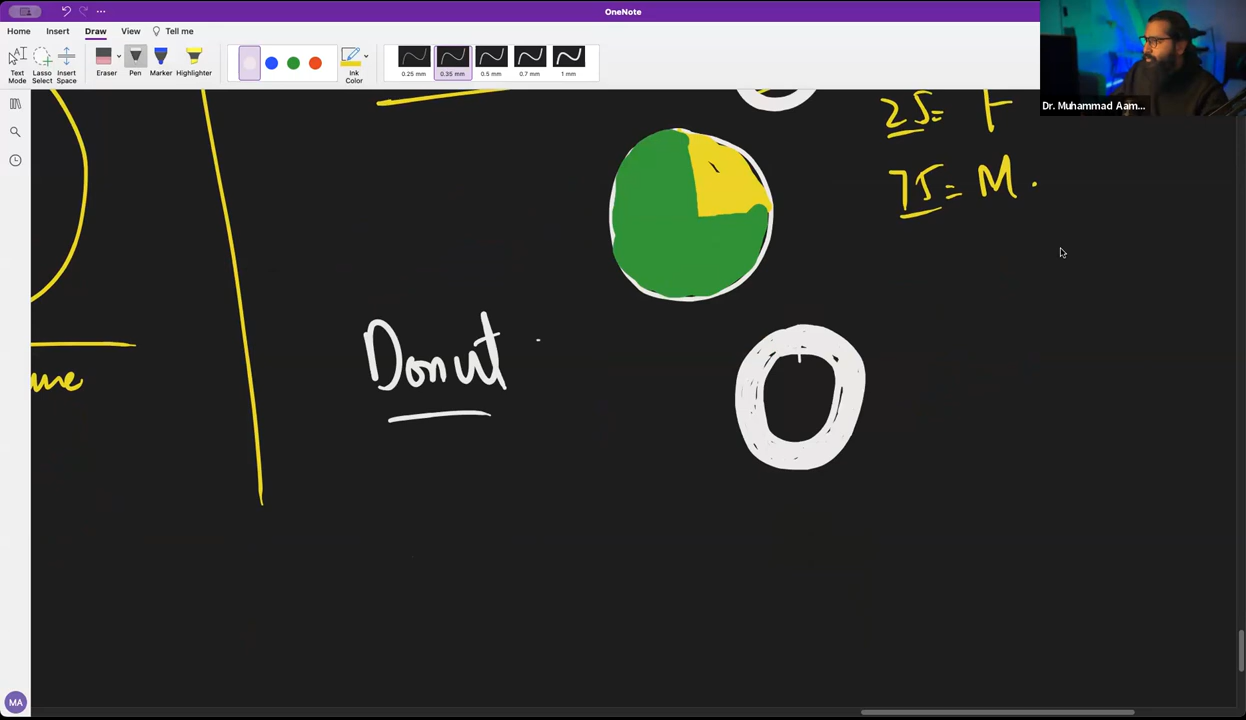 OneNote
Home Insert Draw View Tell me
Text Mode
Lasso Select
Insert Space
Eraser
Pen
Marker
Highlighter
Ink Color
0.25 mm
0.35 mm
0.5 mm
0.7 mm
1 mm
Dr. Muhammad Aam...
25= F
75= M.
Donut
MA